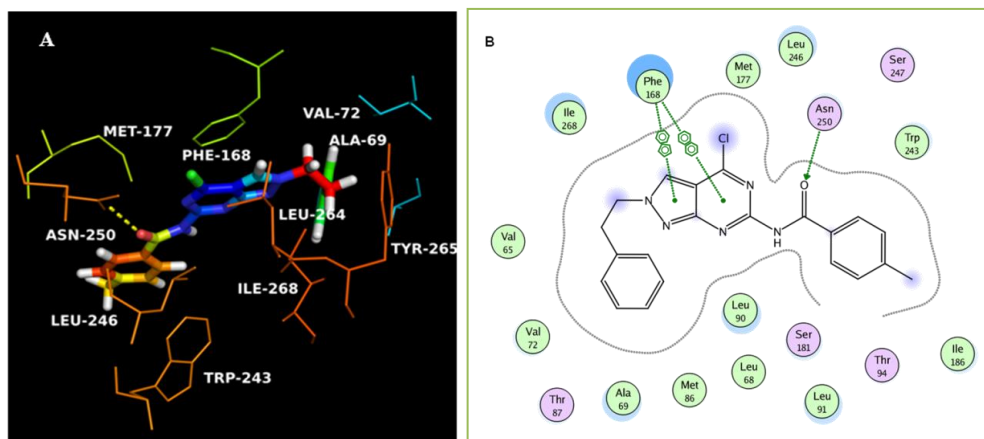 A
VAL-72
MET-177
ALA-69
PHE-168
LEU-264
ASN-250
TYR-265
ILE-268
LEU-246
TRP-243
B
Leu
246
Met
177
Ser
247
Phe
168
Asn
250
Ile
268
Trp
243
Cl
O
N
N
N
N
N
H
Val
65
Leu
90
Val
72
Ser
181
Ile
186
Leu
68
Thr
94
Met
86
Ala
69
Thr
87
Leu
91